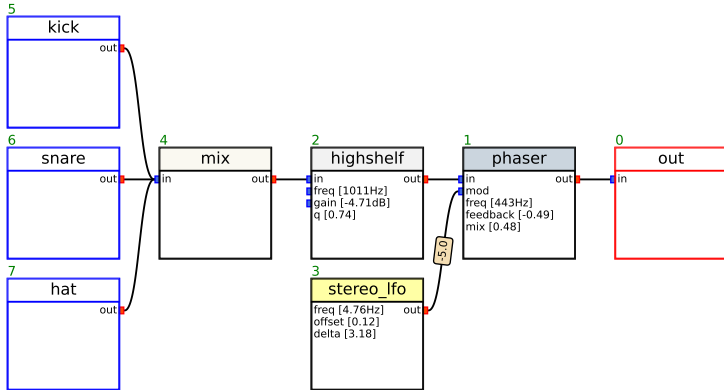 5
kick
out
6
snare
out
7
hat
out
4
mix
in
out
2
highshelf
in
out
freq [1011Hz]
gain [-4.71dB]
q [0.74]
3
stereo_lfo
freq [4.76Hz]
out
offset [0.12]
delta [3.18]
-5.0
1
phaser
in
out
mod
freq [443Hz]
feedback [-0.49]
mix [0.48]
0
out
in